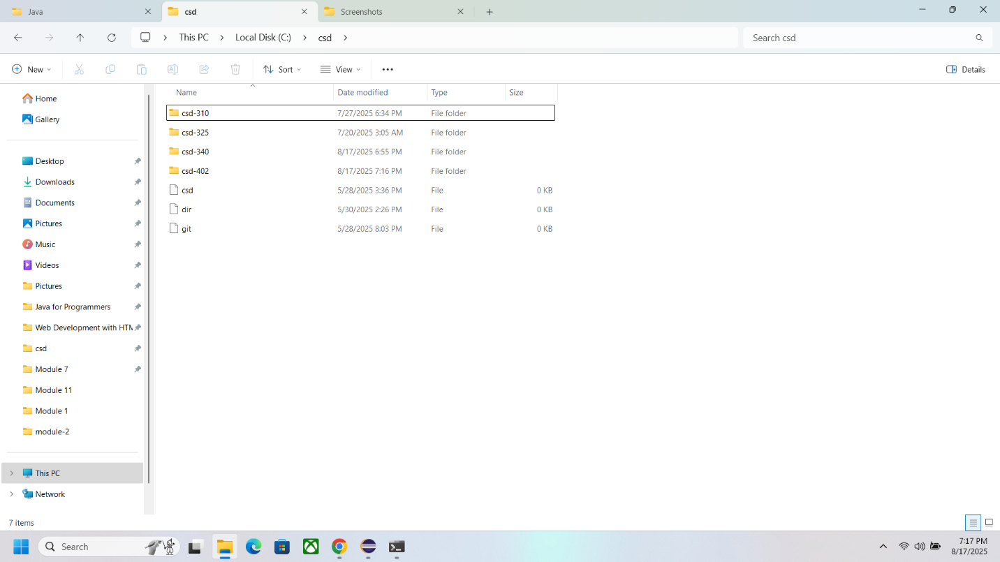 Java
csd
Screenshots
This PC
Local Disk (C:)
csd
Search csd
New
Sort
View
Details
Name
Date modified
Type
Size
Home
Gallery
Desktop
Downloads
Documents
Pictures
Music
Videos
Pictures
Java for Programmers
Web Development with HTM
csd
Module 7
Module 11
Module 1
module-2
This PC
Network
csd-310 7/27/2025 6:34 PM File folder
csd-325 7/20/2025 3:05 AM File folder
csd-340 8/17/2025 6:55 PM File folder
csd-402 8/17/2025 7:16 PM File folder
csd 5/28/2025 3:36 PM File 0 KB
dir 5/30/2025 2:26 PM File 0 KB
git 5/28/2025 8:03 PM File 0 KB
7 items
Search
7:17 PM
8/17/2025